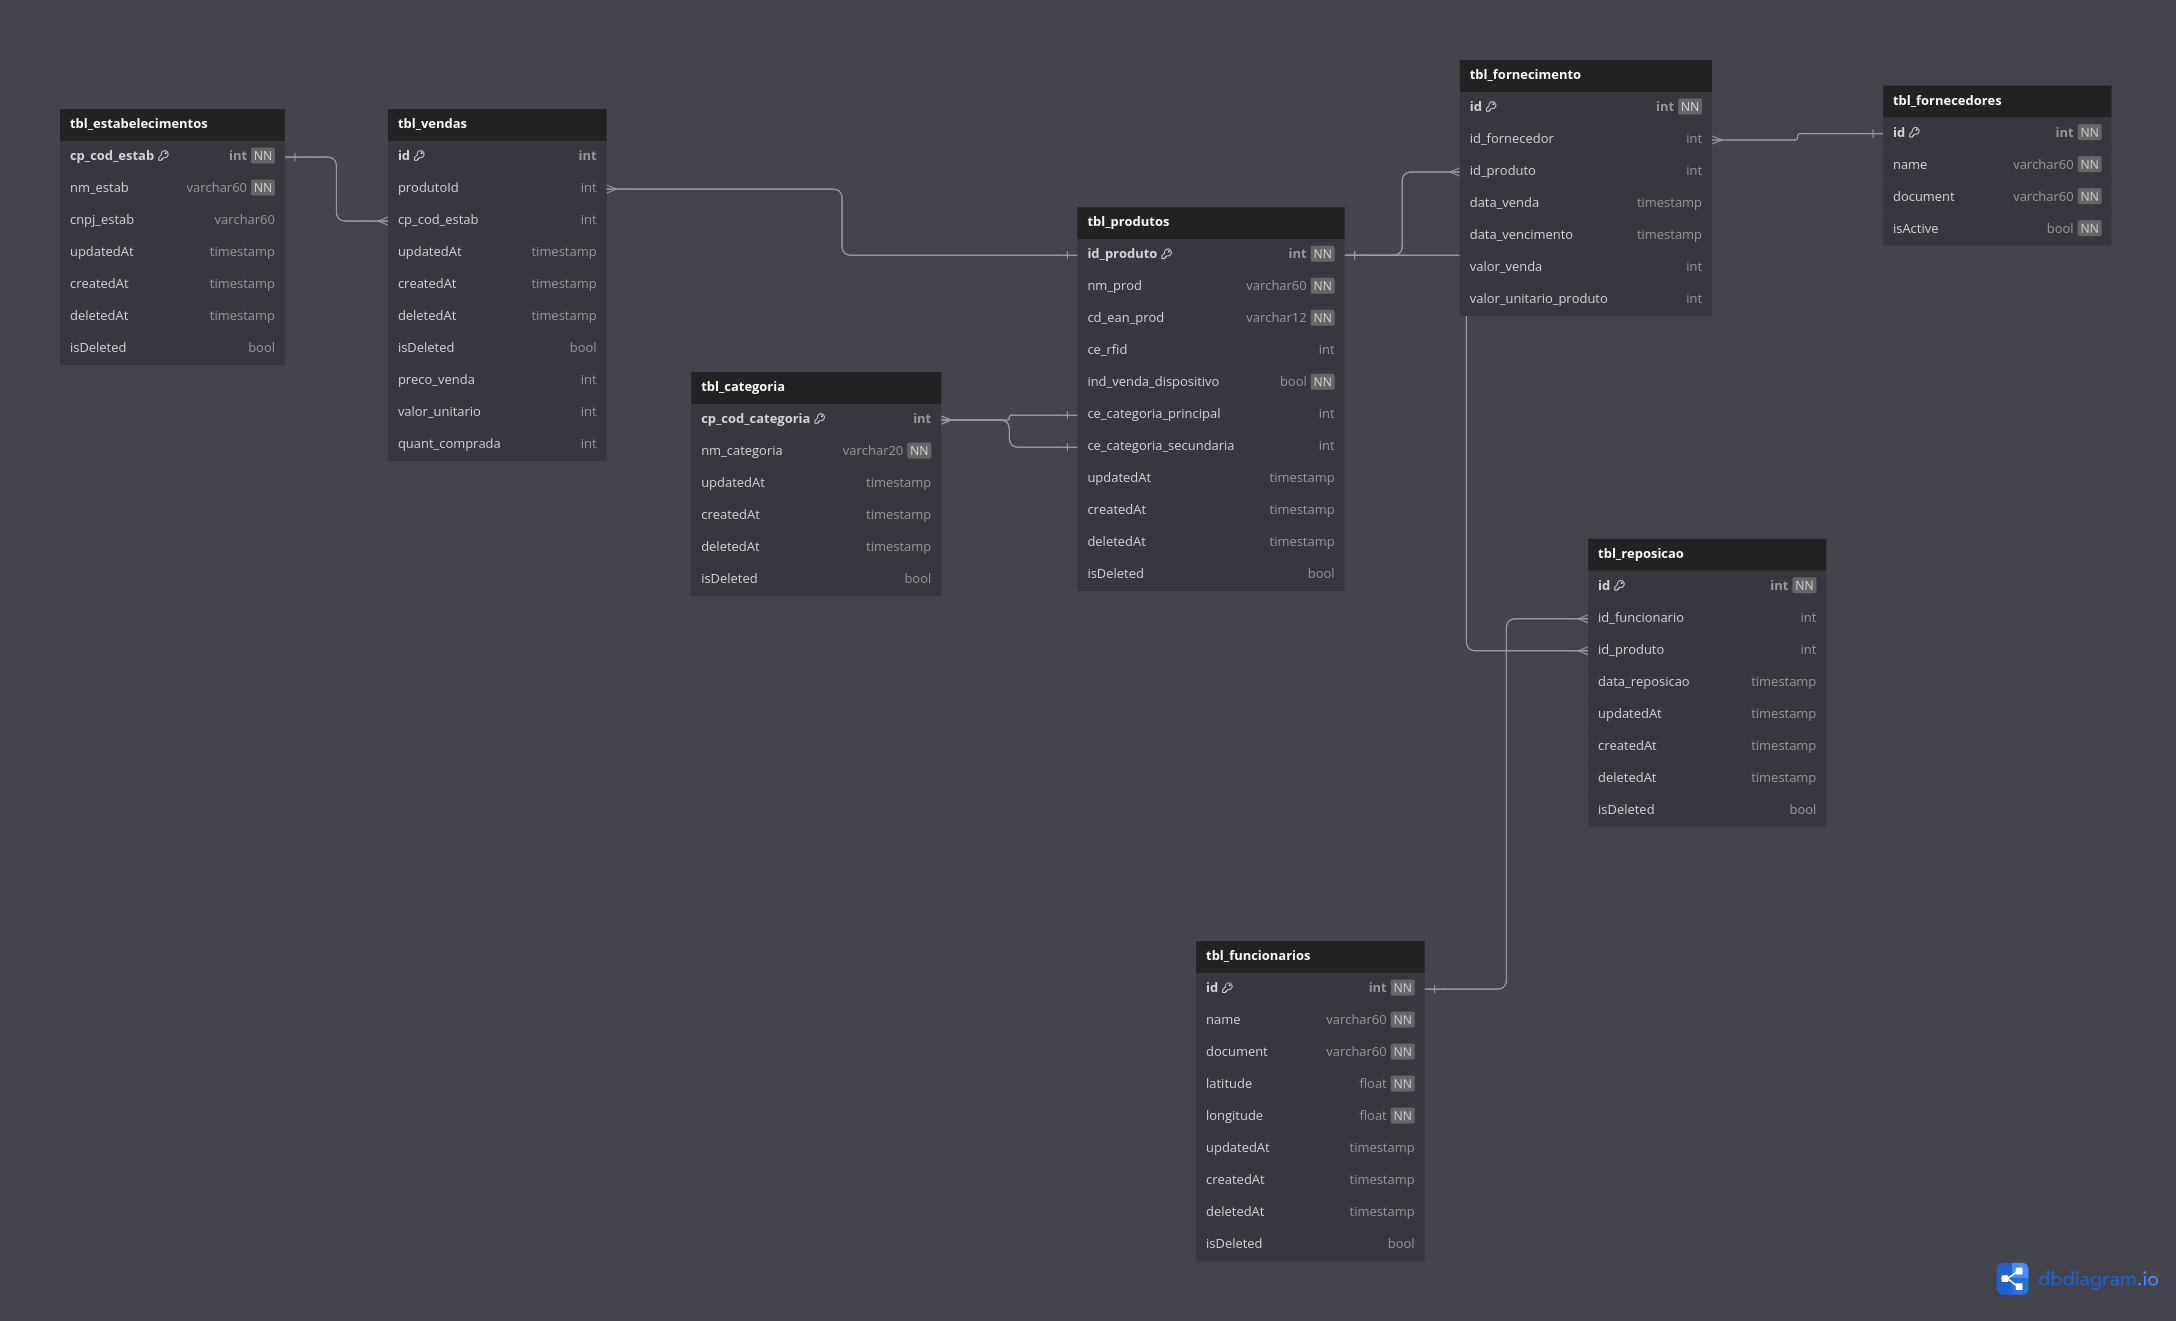 tbl_estabelecimentos
cp_cod_estab int NN
nm_estab varchar60 NN
cnpj_estab varchar60
updatedAt timestamp
createdAt timestamp
deletedAt timestamp
isDeleted bool
tbl_vendas
id int
produtoId int
cp_cod_estab int
updatedAt timestamp
createdAt timestamp
deletedAt timestamp
isDeleted bool
preco_venda int
valor_unitario int
quant_comprada int
tbl_categoria
cp_cod_categoria int
nm_categoria varchar20 NN
updatedAt timestamp
createdAt timestamp
deletedAt timestamp
isDeleted bool
tbl_produtos
id_produto int NN
nm_prod varchar60 NN
cd_ean_prod varchar12 NN
ce_rfid int
ind_venda_dispositivo bool NN
ce_categoria_principal int
ce_categoria_secundaria int
updatedAt timestamp
createdAt timestamp
deletedAt timestamp
isDeleted bool
tbl_fornecimento
id int NN
id_fornecedor int
id_produto int
data_venda timestamp
data_vencimento timestamp
valor_venda int
valor_unitario_produto int
tbl_fornecedores
id int NN
name varchar60 NN
document varchar60 NN
isActive bool NN
tbl_reposicao
id int NN
id_funcionario int
id_produto int
data_reposicao timestamp
updatedAt timestamp
createdAt timestamp
deletedAt timestamp
isDeleted bool
tbl_funcionarios
id int NN
name varchar60 NN
document varchar60 NN
latitude float NN
longitude float NN
updatedAt timestamp
createdAt timestamp
deletedAt timestamp
isDeleted bool
dbdiagram.io